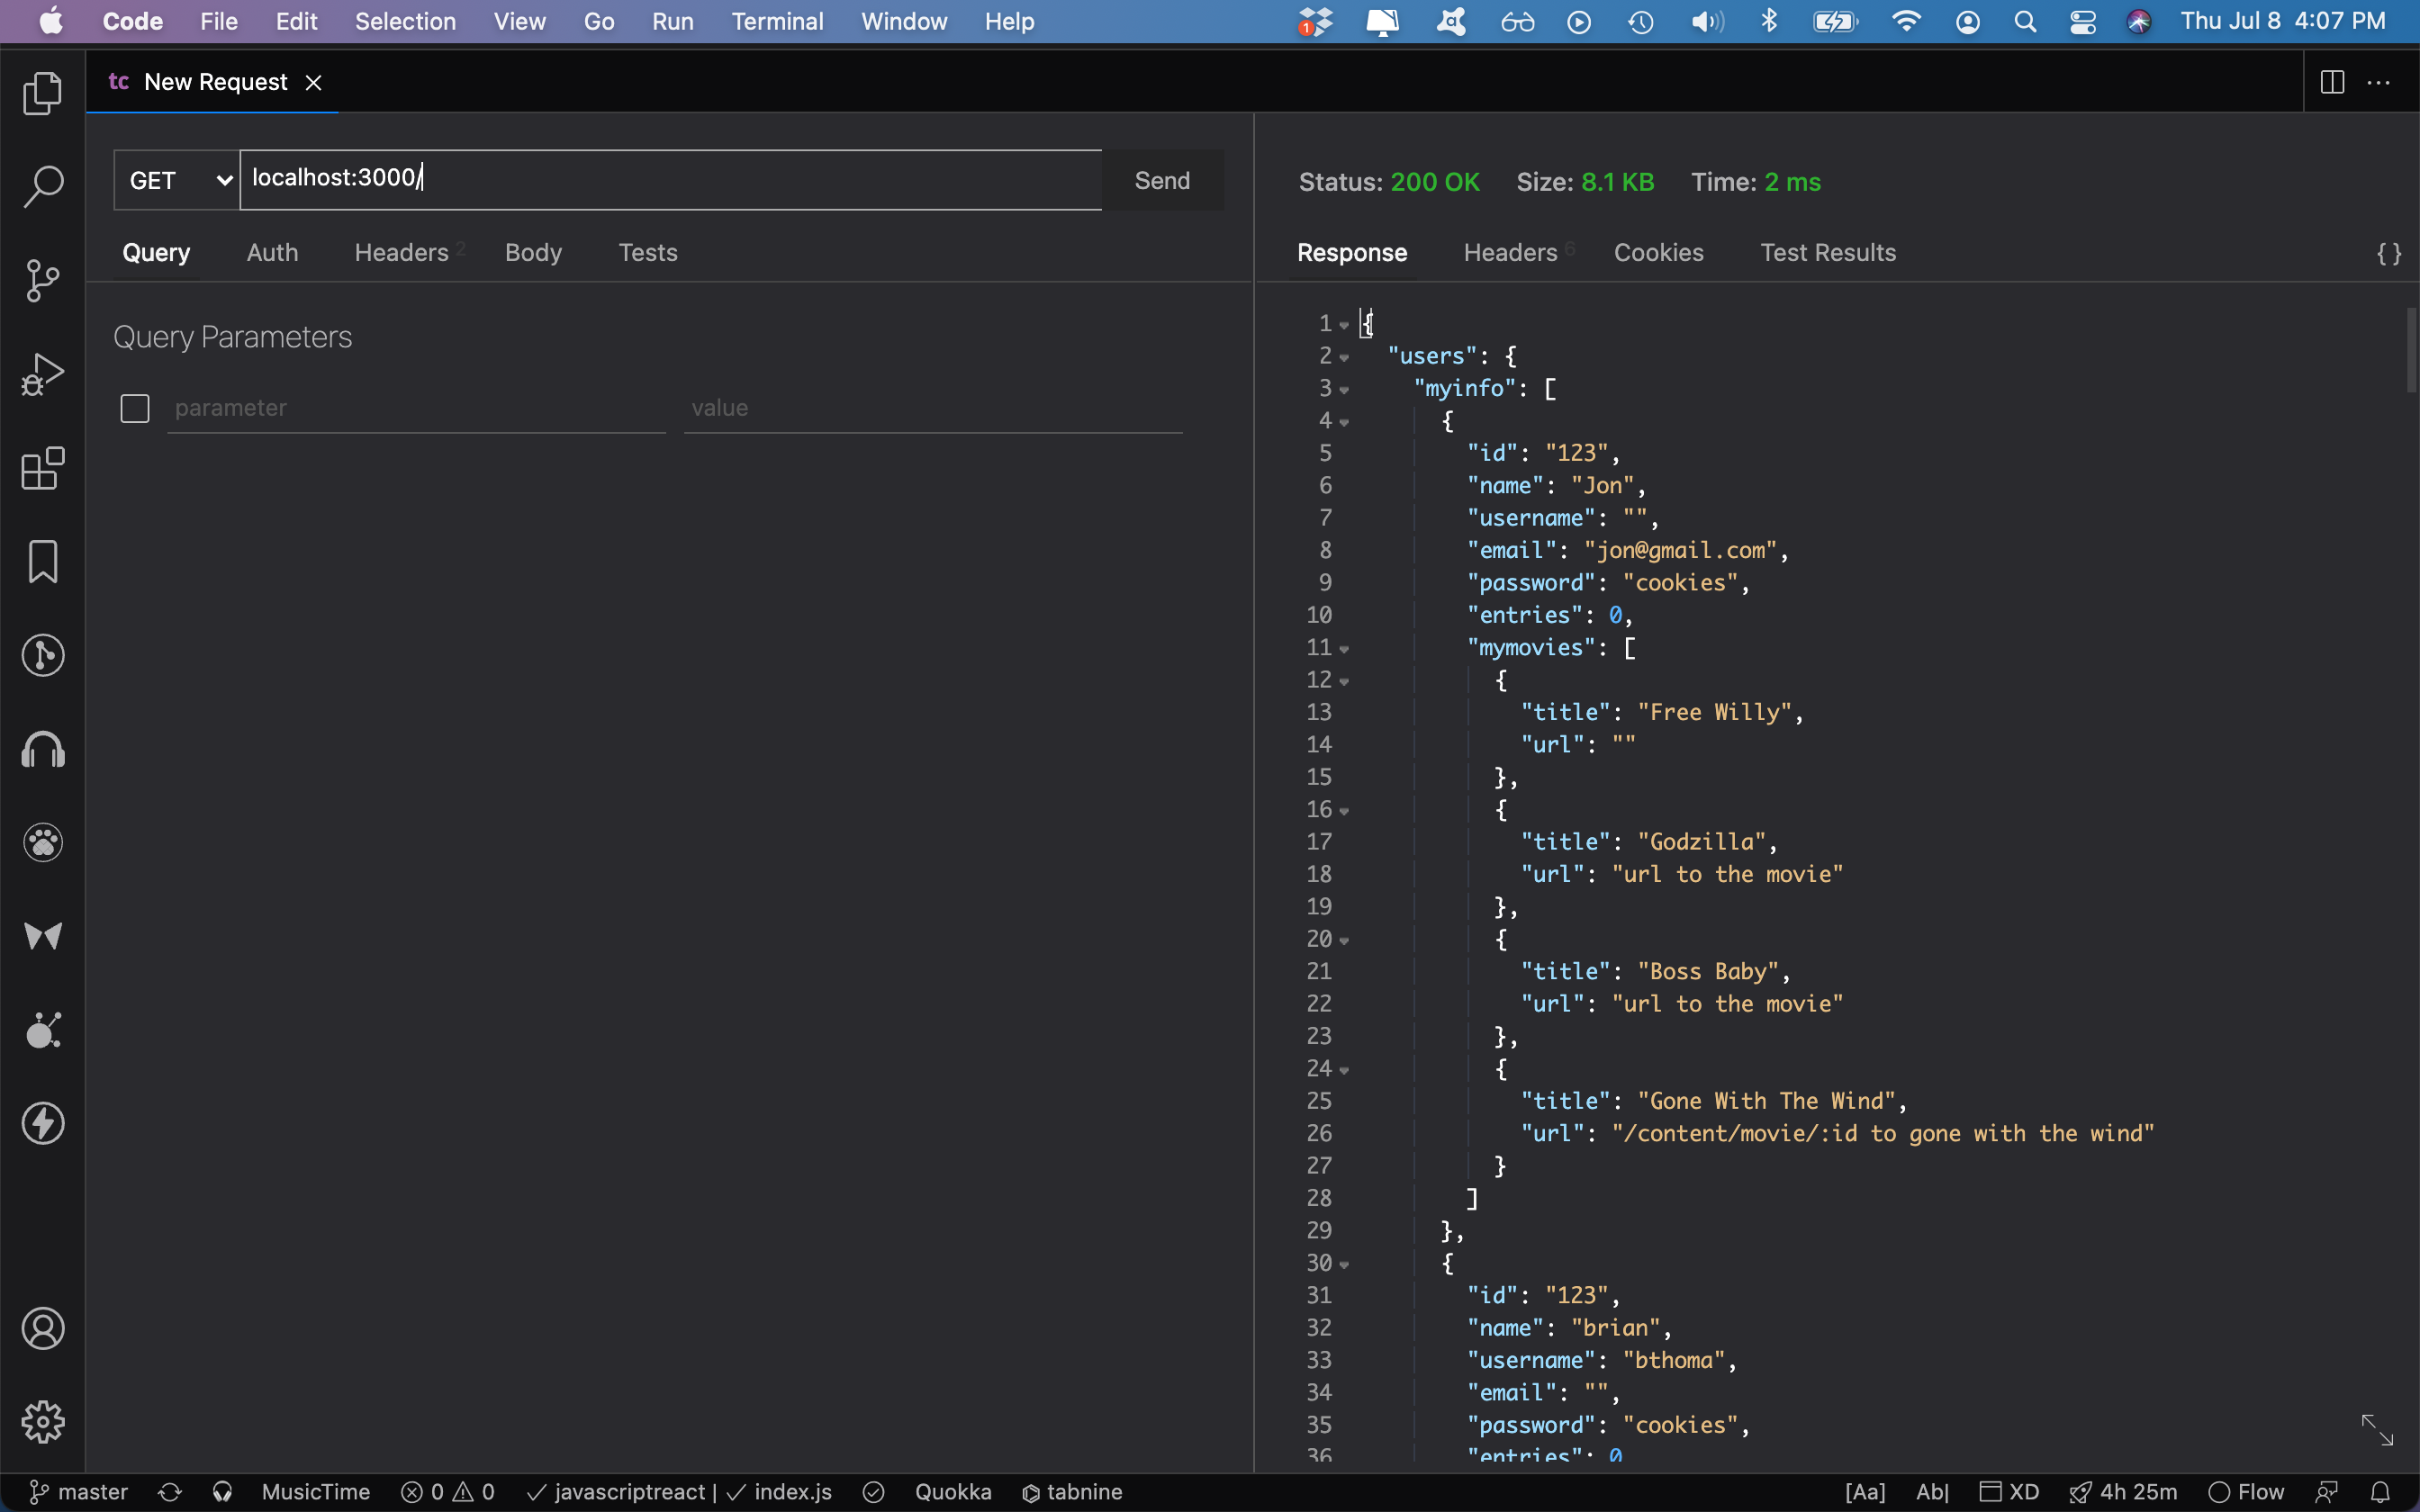 Code File Edit Selection View Go Run Terminal Window Help 1 Thu Jul 8 4:07 PM
tc New Request
GET localhost:3000/ Send
Query Auth Headers 2 Body Tests
Query Parameters
parameter value
Status: 200 OK Size: 8.1 KB Time: 2 ms
Response Headers 6 Cookies Test Results {}
1 {
2 "users": {
3 "myinfo": [
4 {
5 "id": "123",
6 "name": "Jon",
7 "username": "",
8 "email": "jon@gmail.com",
9 "password": "cookies",
10 "entries": 0,
11 "mymovies": [
12 {
13 "title": "Free Willy",
14 "url": ""
15 },
16 {
17 "title": "Godzilla",
18 "url": "url to the movie"
19 },
20 {
21 "title": "Boss Baby",
22 "url": "url to the movie"
23 },
24 {
25 "title": "Gone With The Wind",
26 "url": "/content/movie/:id to gone with the wind"
27 }
28 ]
29 },
30 {
31 "id": "123",
32 "name": "brian",
33 "username": "bthoma",
34 "email": "",
35 "password": "cookies",
36 "entries": 0
master MusicTime 0 0 javascriptreact | index.js Quokka tabnine [Aa] Ab| XD 4h 25m Flow